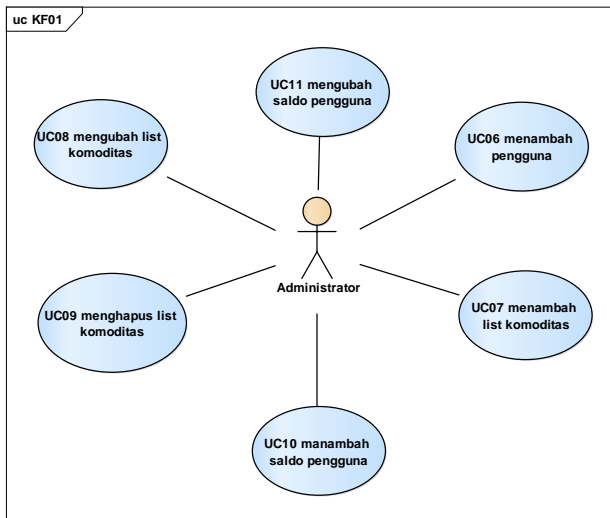 uc KF01
UC11 mengubah
saldo pengguna
UC08 mengubah list
komoditas
UC06 menambah
pengguna
Administrator
UC09 menghapus list
komoditas
UC07 menambah
list komoditas
UC10 manambah
saldo pengguna